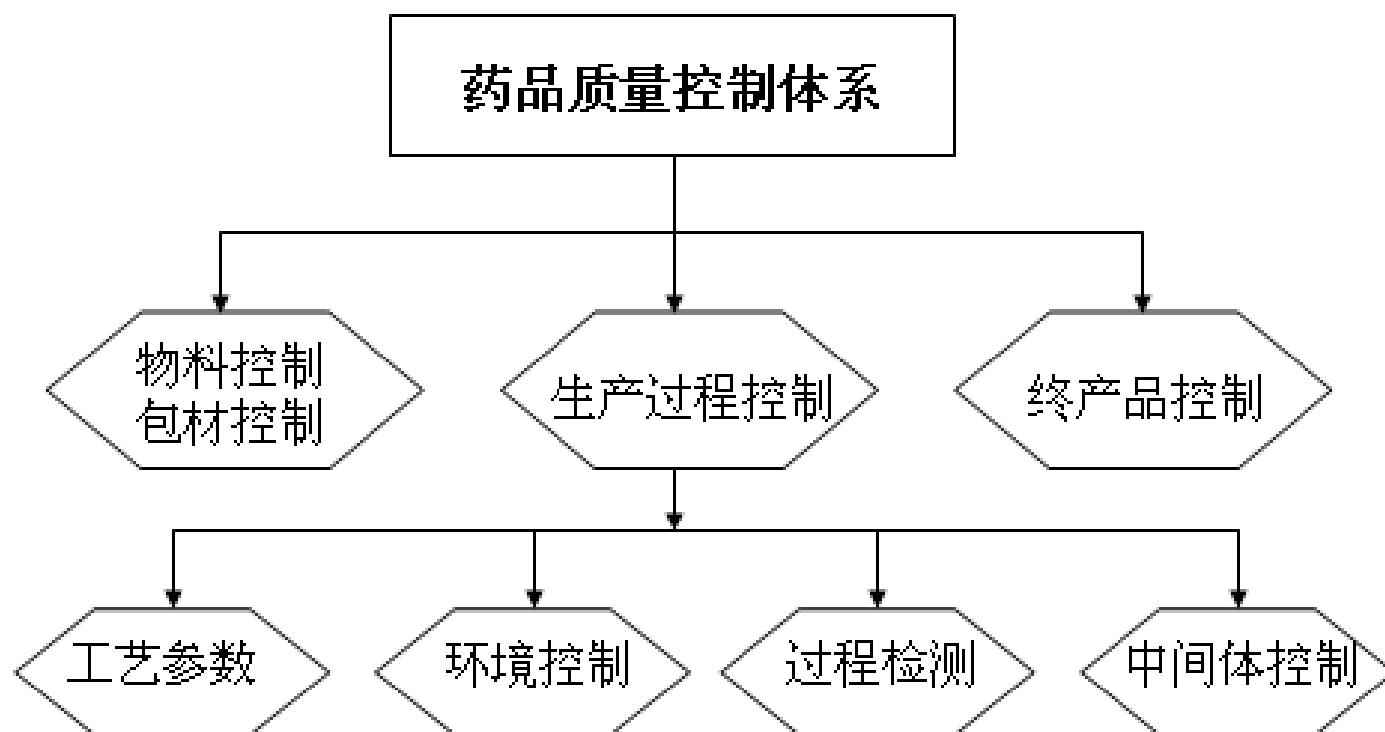 药品质量控制体系
物料控制
包材控制
生产过程控制
终产品控制
工艺参数
环境控制
过程检测
中间体控制